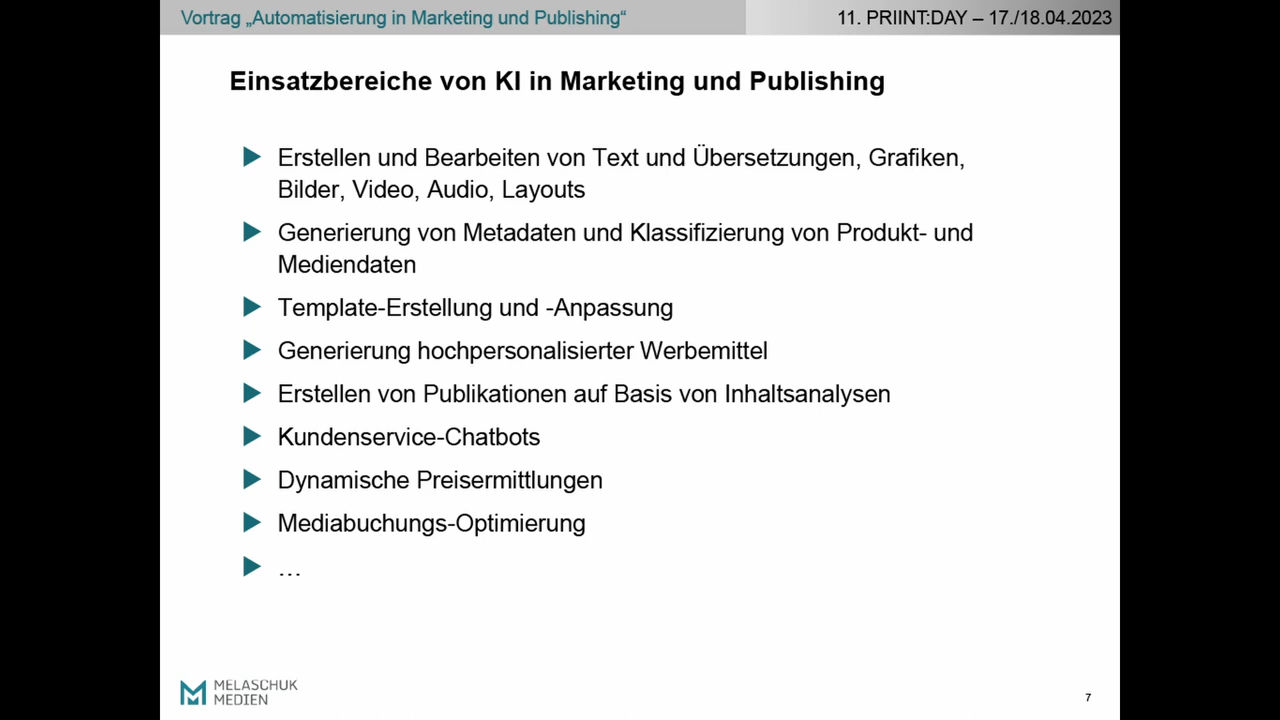 Vortrag „Automatisierung in Marketing und Publishing“
11. PRIINT:DAY – 17./18.04.2023
Einsatzbereiche von KI in Marketing und Publishing
Erstellen und Bearbeiten von Text und Übersetzungen, Grafiken,
Bilder, Video, Audio, Layouts
Generierung von Metadaten und Klassifizierung von Produkt- und
Mediendaten
Template-Erstellung und -Anpassung
Generierung hochpersonalisierter Werbemittel
Erstellen von Publikationen auf Basis von Inhaltsanalysen
Kundenservice-Chatbots
Dynamische Preisermittlungen
Mediabuchungs-Optimierung
…
MELASCHUK
MEDIEN
7